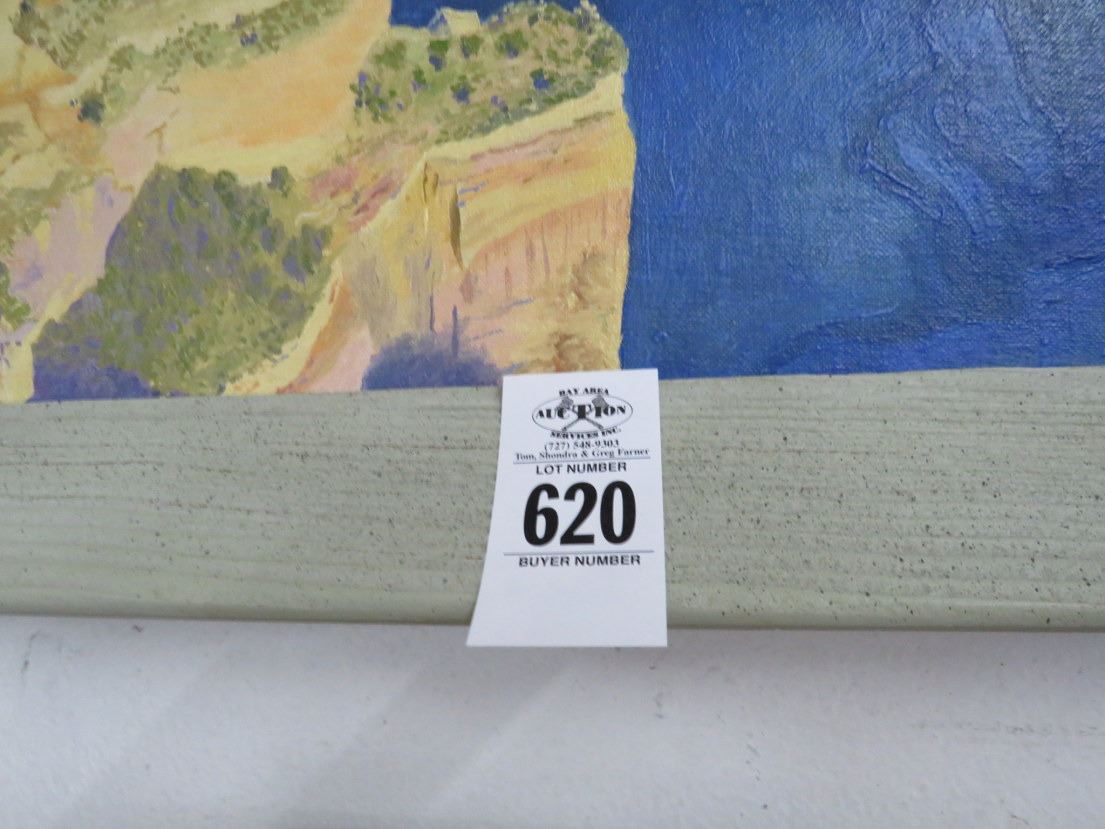 BAY AREA
AUCTION
SERVICES INC.
(727) 548-9303
Tom, Shondra & Greg Farner
LOT NUMBER
620
BUYER NUMBER